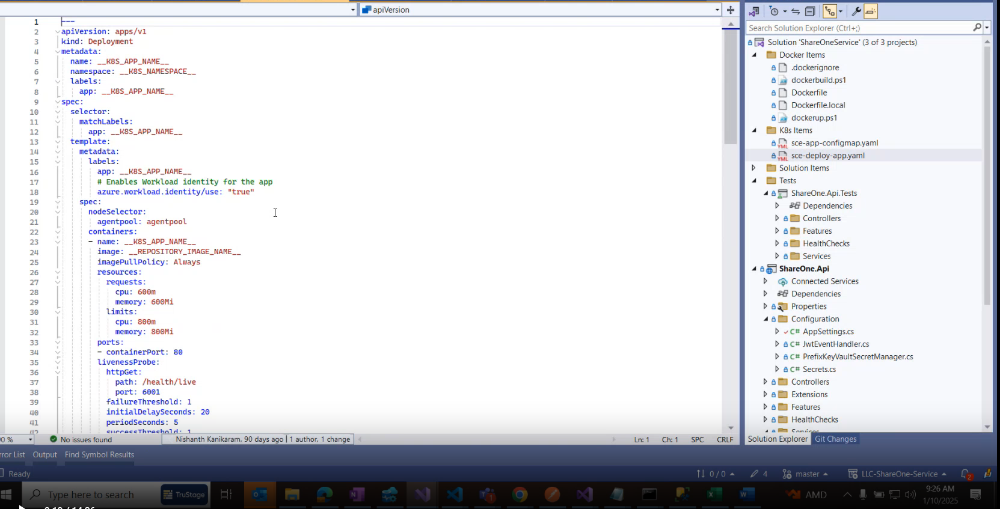 apiVersion
1 ---
2 apiVersion: apps/v1
3 kind: Deployment
4 metadata:
5 name: __K8S_APP_NAME__
6 namespace: __K8S_NAMESPACE__
7 labels:
8 app: __K8S_APP_NAME__
9 spec:
10 selector:
11 matchLabels:
12 app: __K8S_APP_NAME__
13 template:
14 metadata:
15 labels:
16 app: __K8S_APP_NAME__
17 # Enables Workload identity for the app
18 azure.workload.identity/use: "true"
19 spec:
20 nodeSelector:
21 agentpool: agentpool
22 containers:
23 - name: __K8S_APP_NAME__
24 image: __REPOSITORY_IMAGE_NAME__
25 imagePullPolicy: Always
26 resources:
27 requests:
28 cpu: 600m
29 memory: 600Mi
30 limits:
31 cpu: 800m
32 memory: 800Mi
33 ports:
34 - containerPort: 80
35 livenessProbe:
36 httpGet:
37 path: /health/live
38 port: 6001
39 failureThreshold: 1
40 initialDelaySeconds: 20
41 periodSeconds: 5
42 successThreshold: 1
0 % No issues found Nishanth Kanikaram, 90 days ago | 1 author, 1 change Ln: 1 Ch: 1 SPC CRLF
Search Solution Explorer (Ctrl+;)
Solution 'ShareOneService' (3 of 3 projects)
Docker Items
.dockerignore
dockerbuild.ps1
Dockerfile
Dockerfile.local
dockerup.ps1
K8s Items
YML sce-app-configmap.yaml
YML sce-deploy-app.yaml
Solution Items
Tests
ShareOne.Api.Tests
Dependencies
Controllers
Features
HealthChecks
Services
ShareOne.Api
Connected Services
Dependencies
Properties
Configuration
C# AppSettings.cs
C# JwtEventHandler.cs
C# PrefixKeyVaultSecretManager.cs
C# Secrets.cs
Controllers
Extensions
Features
HealthChecks
Services
Solution Explorer Git Changes
rror List Output Find Symbol Results
Ready 0 / 0 4 master LLC-ShareOne-Service 2
Type here to search TruStage 1 AMD 9:26 AM
1/10/2025